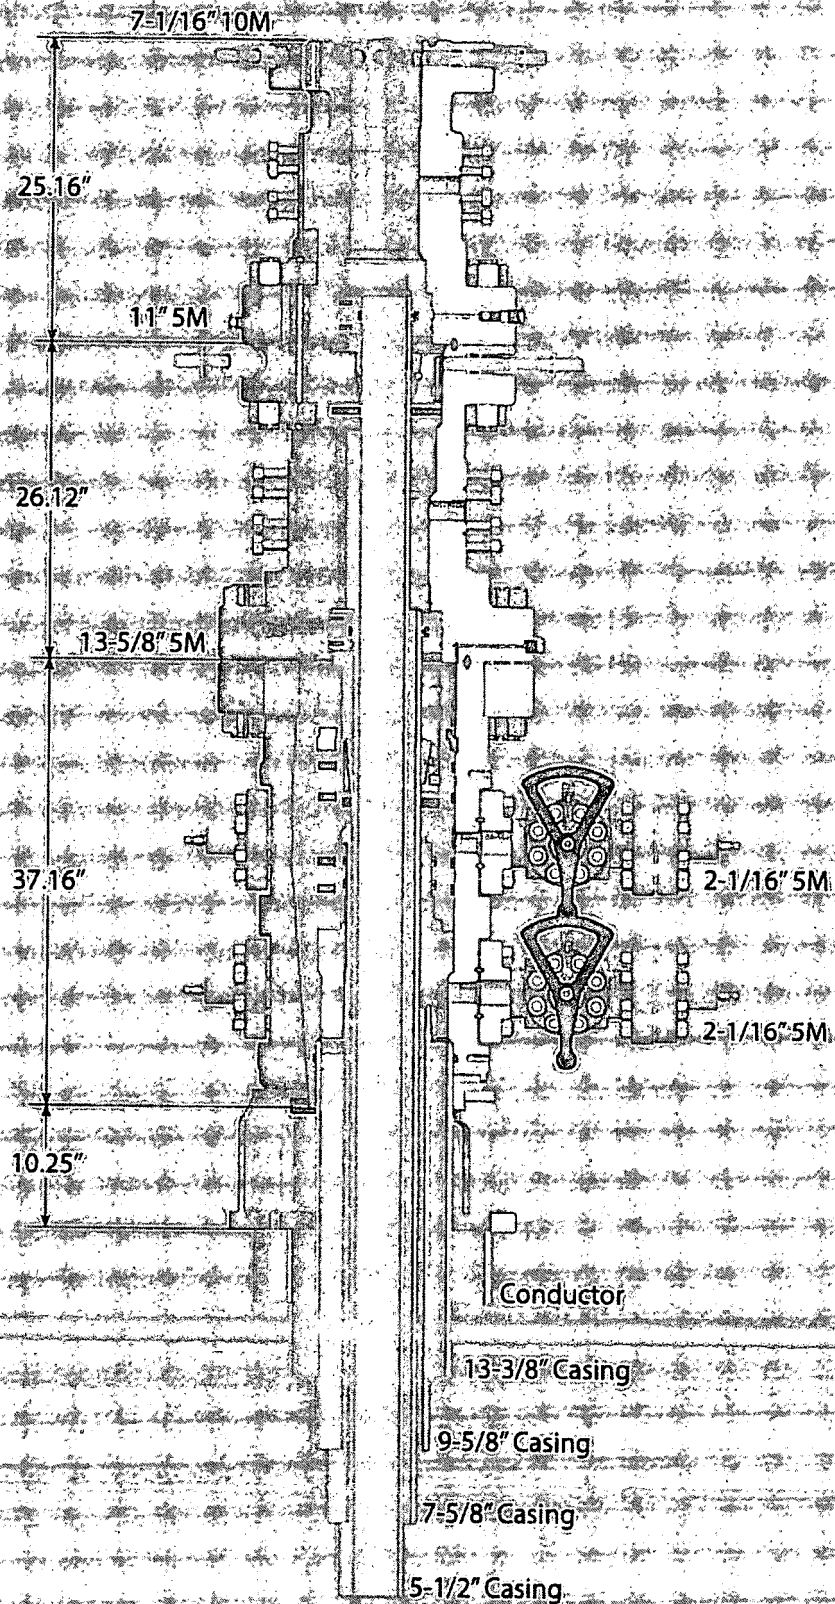 7-1/16" 10M
25.16"
11" 5M
26.12"
13-5/8" 5M
37.16"
2-1/16" 5M
2-1/16" 5M
10.25"
Conductor
13-3/8" Casing
9-5/8" Casing
7-5/8" Casing
5-1/2" Casing